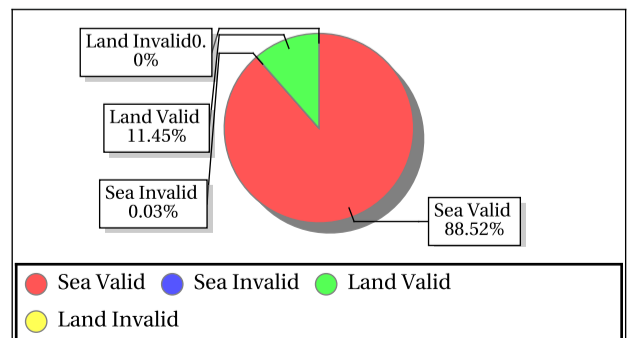 Land Invalid0.
0%
Land Valid
11.45%
Sea Invalid
0.03%
Sea Valid
88.52%
Sea Valid Sea Invalid Land Valid
Land Invalid